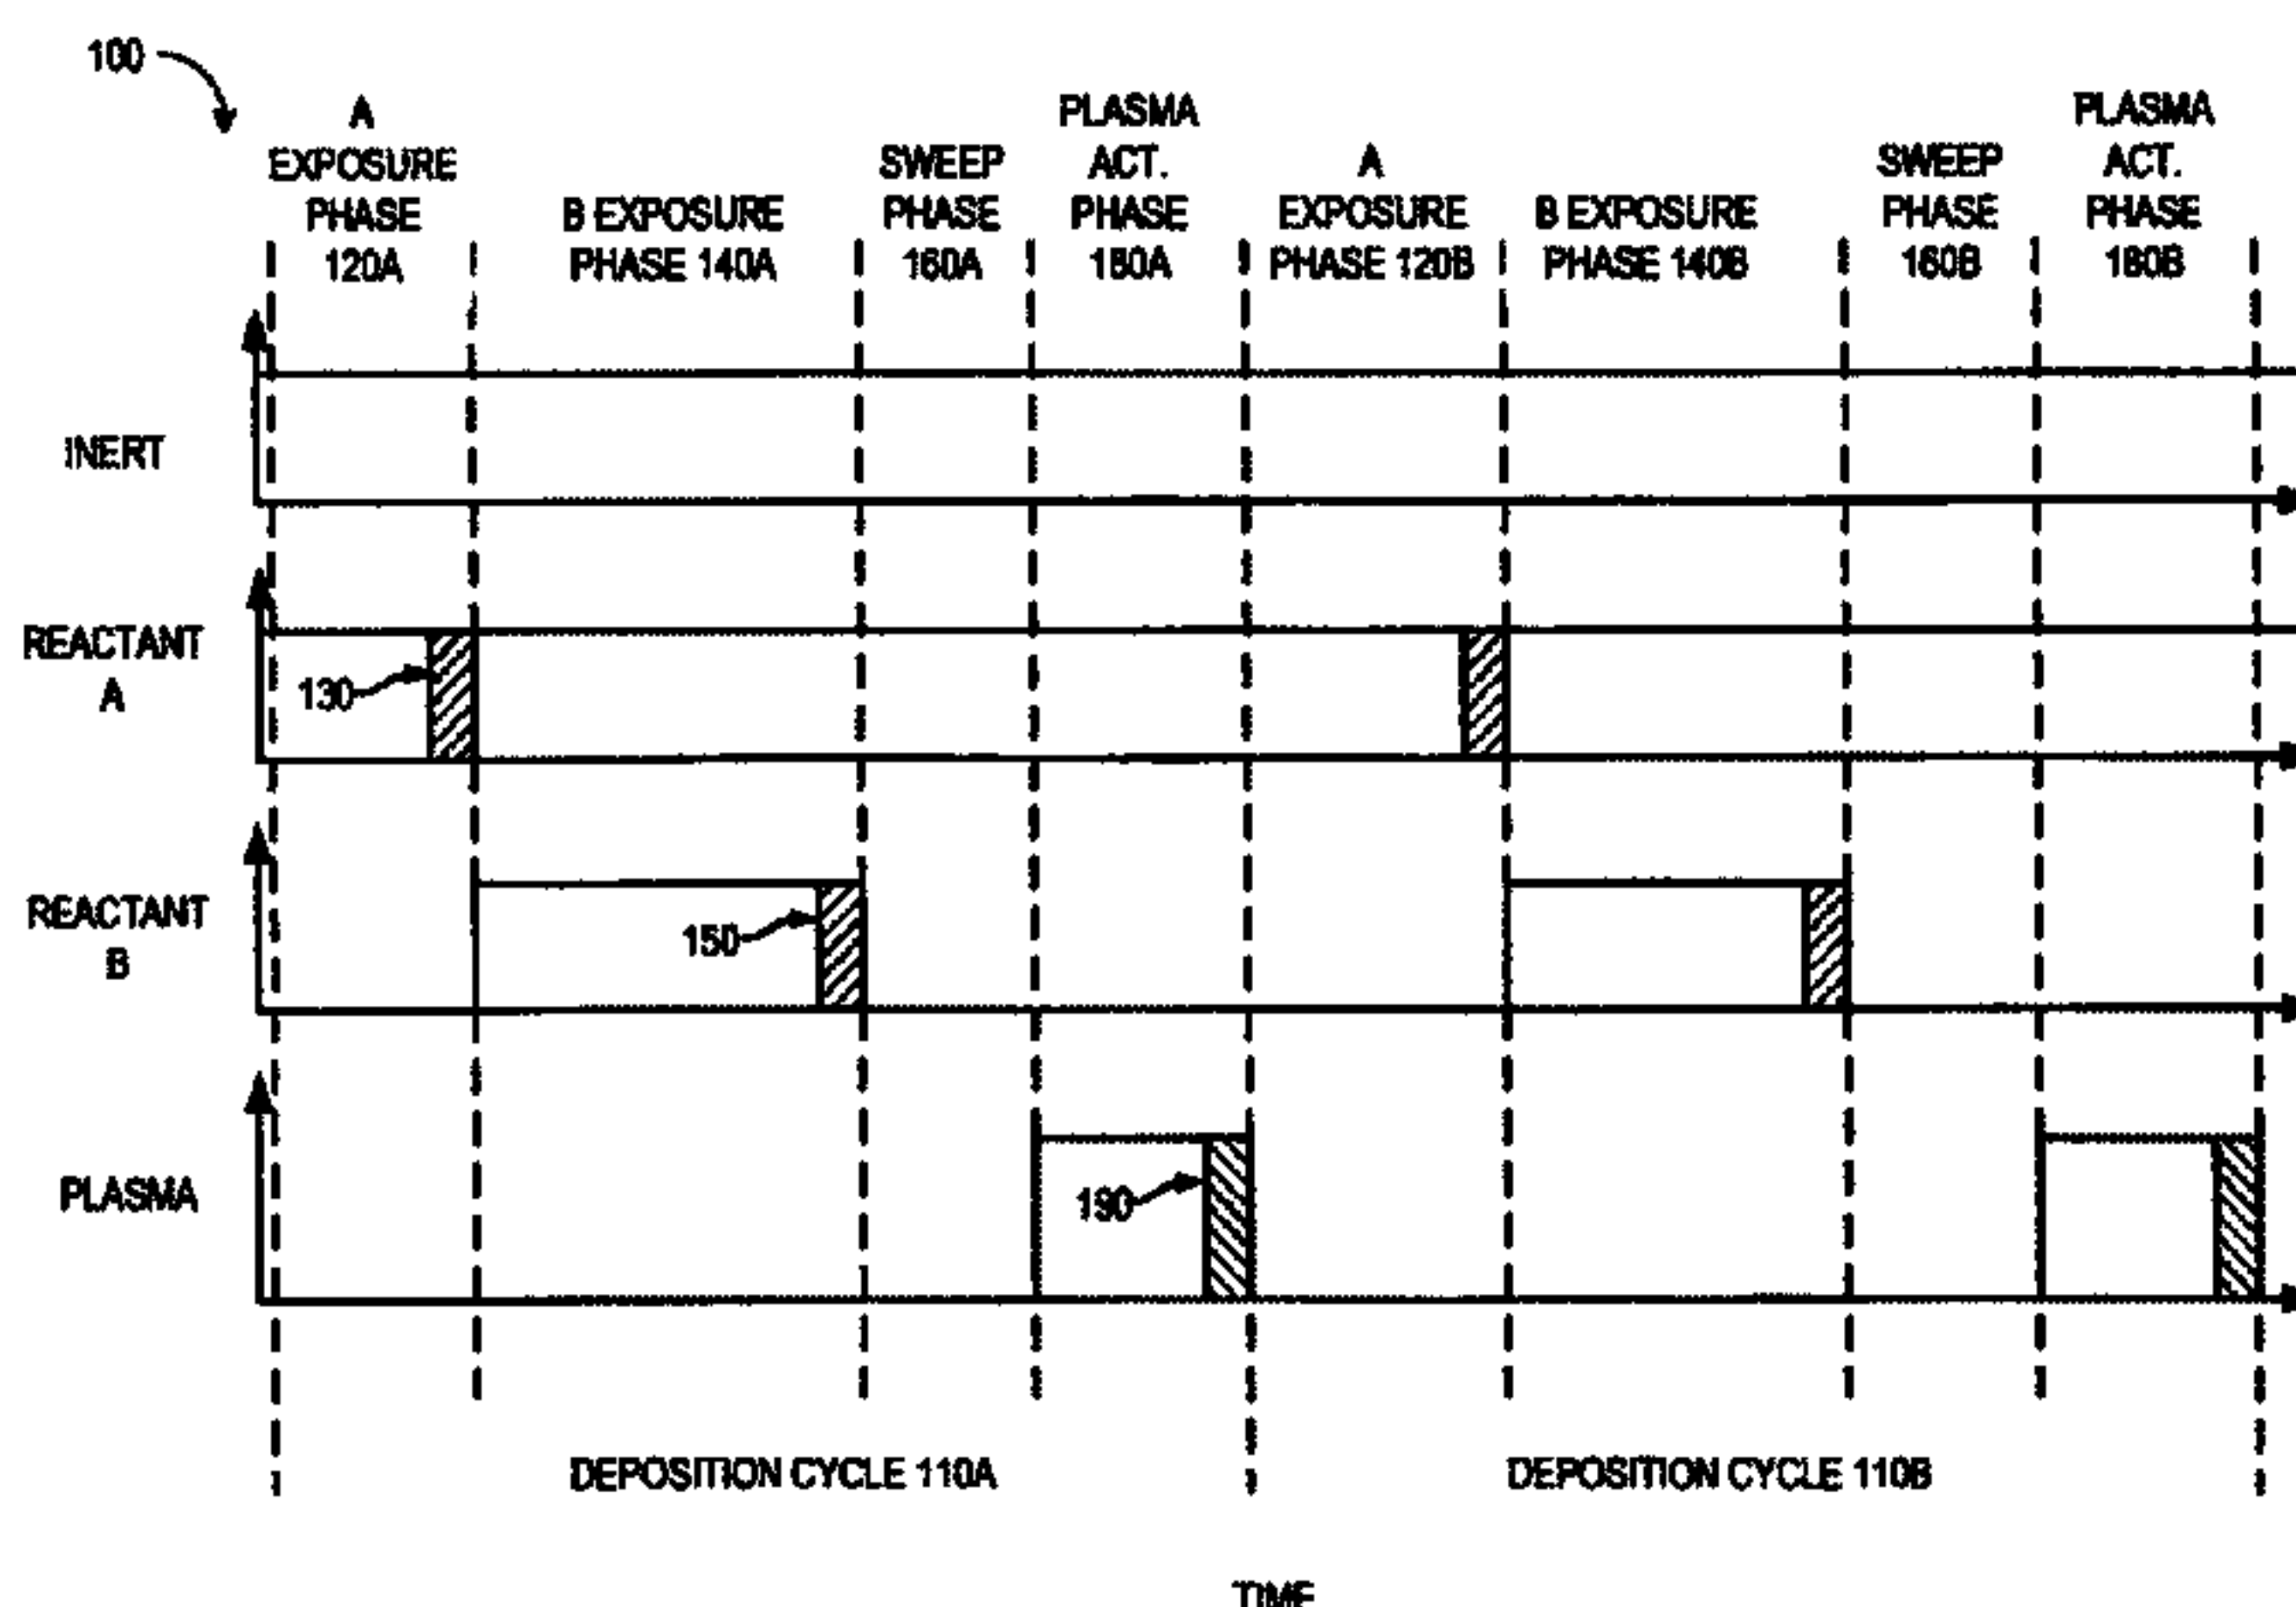 100
A
EXPOSURE
PHASE
120A
B EXPOSURE
PHASE 140A
SWEEP
PHASE
160A
PLASMA
ACT.
PHASE
180A
A
EXPOSURE
PHASE 120B
B EXPOSURE
PHASE 140B
SWEEP
PHASE
160B
PLASMA
ACT.
PHASE
180B
INERT
REACTANT
A
130
REACTANT
B
150
PLASMA
190
DEPOSITION CYCLE 110A
DEPOSITION CYCLE 110B
TIME